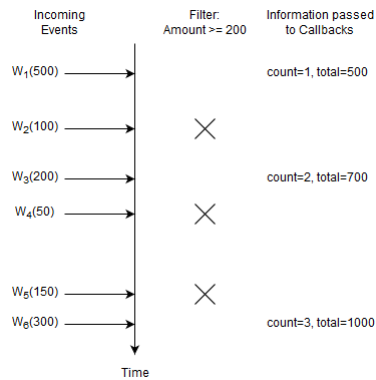 Incoming
Events
Filter:
Amount >= 200
Information passed
to Callbacks
W₁(500)
count=1, total=500
W₂(100)
W₃(200)
count=2, total=700
W₄(50)
W₅(150)
W₆(300)
count=3, total=1000
Time